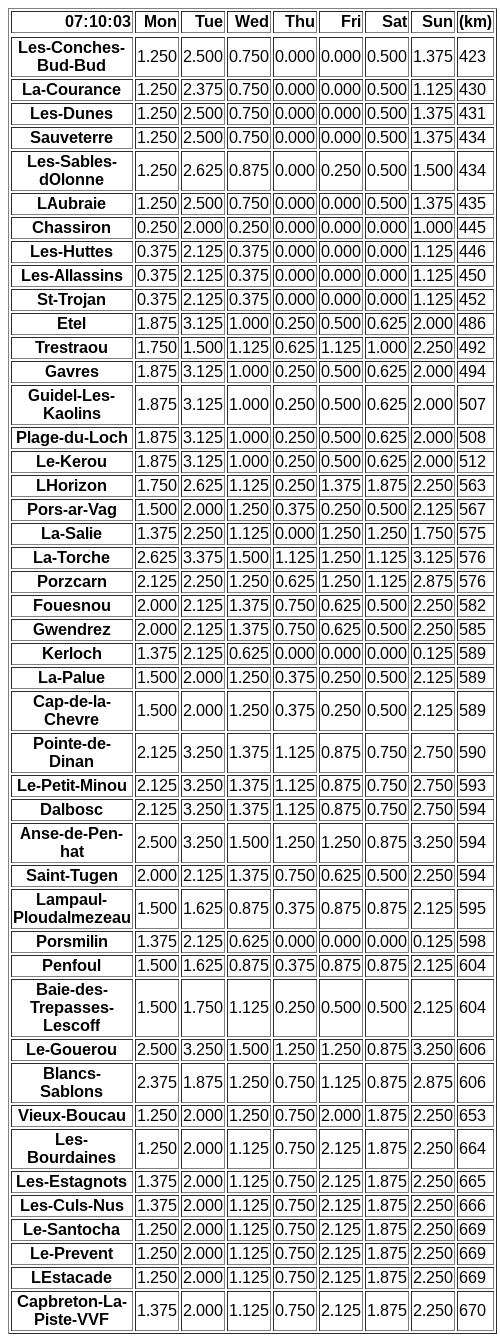 07:10:03 Mon Tue Wed Thu Fri Sat Sun (km)
Les-Conches-
Bud-Bud 1.250 2.500 0.750 0.000 0.000 0.500 1.375 423
La-Courance 1.250 2.375 0.750 0.000 0.000 0.500 1.125 430
Les-Dunes 1.250 2.500 0.750 0.000 0.000 0.500 1.375 431
Sauveterre 1.250 2.500 0.750 0.000 0.000 0.500 1.375 434
Les-Sables-
dOlonne 1.250 2.625 0.875 0.000 0.250 0.500 1.500 434
LAubraie 1.250 2.500 0.750 0.000 0.000 0.500 1.375 435
Chassiron 0.250 2.000 0.250 0.000 0.000 0.000 1.000 445
Les-Huttes 0.375 2.125 0.375 0.000 0.000 0.000 1.125 446
Les-Allassins 0.375 2.125 0.375 0.000 0.000 0.000 1.125 450
St-Trojan 0.375 2.125 0.375 0.000 0.000 0.000 1.125 452
Etel 1.875 3.125 1.000 0.250 0.500 0.625 2.000 486
Trestraou 1.750 1.500 1.125 0.625 1.125 1.000 2.250 492
Gavres 1.875 3.125 1.000 0.250 0.500 0.625 2.000 494
Guidel-Les-
Kaolins 1.875 3.125 1.000 0.250 0.500 0.625 2.000 507
Plage-du-Loch 1.875 3.125 1.000 0.250 0.500 0.625 2.000 508
Le-Kerou 1.875 3.125 1.000 0.250 0.500 0.625 2.000 512
LHorizon 1.750 2.625 1.125 0.250 1.375 1.875 2.250 563
Pors-ar-Vag 1.500 2.000 1.250 0.375 0.250 0.500 2.125 567
La-Salie 1.375 2.250 1.125 0.000 1.250 1.250 1.750 575
La-Torche 2.625 3.375 1.500 1.125 1.250 1.125 3.125 576
Porzcarn 2.125 2.250 1.250 0.625 1.250 1.125 2.875 576
Fouesnou 2.000 2.125 1.375 0.750 0.625 0.500 2.250 582
Gwendrez 2.000 2.125 1.375 0.750 0.625 0.500 2.250 585
Kerloch 1.375 2.125 0.625 0.000 0.000 0.000 0.125 589
La-Palue 1.500 2.000 1.250 0.375 0.250 0.500 2.125 589
Cap-de-la-
Chevre 1.500 2.000 1.250 0.375 0.250 0.500 2.125 589
Pointe-de-
Dinan 2.125 3.250 1.375 1.125 0.875 0.750 2.750 590
Le-Petit-Minou 2.125 3.250 1.375 1.125 0.875 0.750 2.750 593
Dalbosc 2.125 3.250 1.375 1.125 0.875 0.750 2.750 594
Anse-de-Pen-
hat 2.500 3.250 1.500 1.250 1.250 0.875 3.250 594
Saint-Tugen 2.000 2.125 1.375 0.750 0.625 0.500 2.250 594
Lampaul-
Ploudalmezeau 1.500 1.625 0.875 0.375 0.875 0.875 2.125 595
Porsmilin 1.375 2.125 0.625 0.000 0.000 0.000 0.125 598
Penfoul 1.500 1.625 0.875 0.375 0.875 0.875 2.125 604
Baie-des-
Trepasses-
Lescoff 1.500 1.750 1.125 0.250 0.500 0.500 2.125 604
Le-Gouerou 2.500 3.250 1.500 1.250 1.250 0.875 3.250 606
Blancs-
Sablons 2.375 1.875 1.250 0.750 1.125 0.875 2.875 606
Vieux-Boucau 1.250 2.000 1.250 0.750 2.000 1.875 2.250 653
Les-
Bourdaines 1.250 2.000 1.125 0.750 2.125 1.875 2.250 664
Les-Estagnots 1.375 2.000 1.125 0.750 2.125 1.875 2.250 665
Les-Culs-Nus 1.375 2.000 1.125 0.750 2.125 1.875 2.250 666
Le-Santocha 1.250 2.000 1.125 0.750 2.125 1.875 2.250 669
Le-Prevent 1.250 2.000 1.125 0.750 2.125 1.875 2.250 669
LEstacade 1.250 2.000 1.125 0.750 2.125 1.875 2.250 669
Capbreton-La-
Piste-VVF 1.375 2.000 1.125 0.750 2.125 1.875 2.250 670